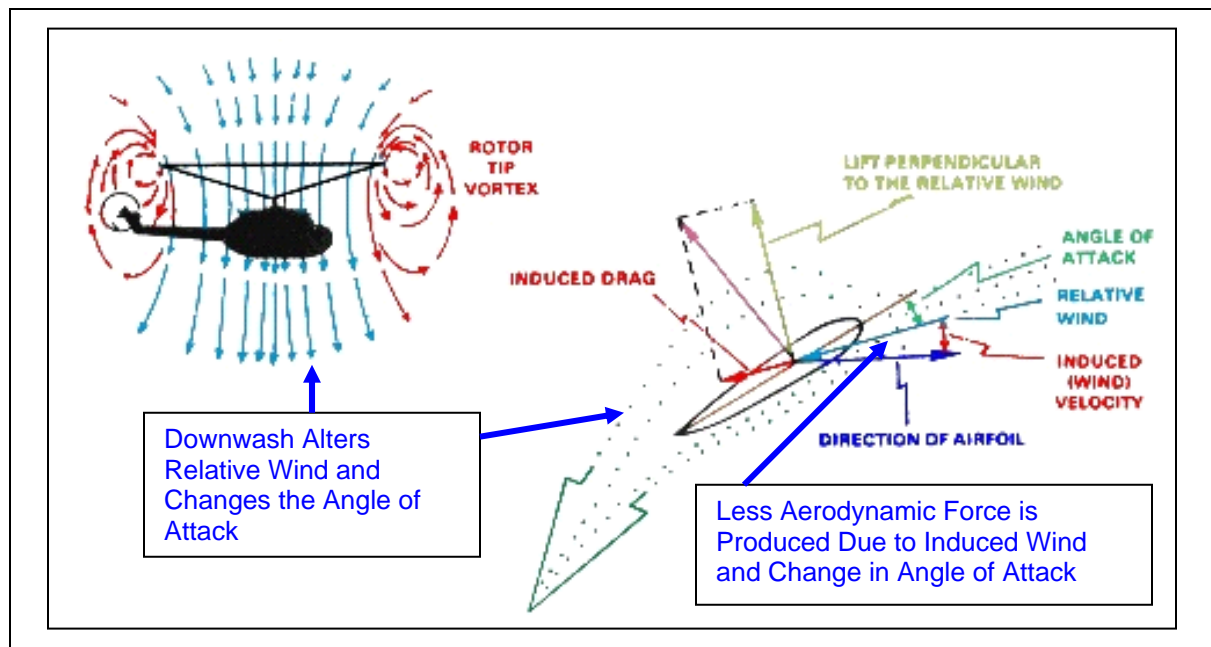 ROTOR
TIP
VORTEX
LIFT PERPENDICULAR
TO THE RELATIVE WIND
ANGLE OF
ATTACK
INDUCED DRAG
RELATIVE
WIND
INDUCED
(WIND)
VELOCITY
DIRECTION OF AIRFOIL
Downwash Alters
Relative Wind and
Changes the Angle of
Attack
Less Aerodynamic Force is
Produced Due to Induced Wind
and Change in Angle of Attack